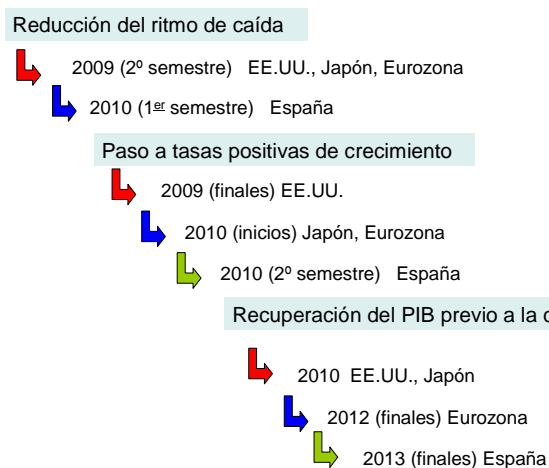 Reducción del ritmo de caída
2009 (2º semestre) EE.UU., Japón, Eurozona
2010 (1er semestre) España
Paso a tasas positivas de crecimiento
2009 (finales) EE.UU.
2010 (inicios) Japón, Eurozona
2010 (2º semestre) España
Recuperación del PIB previo a la
2010 EE.UU., Japón
2012 (finales) Eurozona
2013 (finales) España